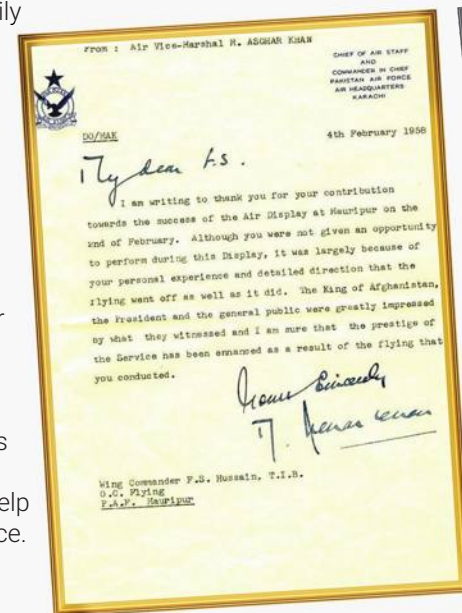 ily
r
s
elp
ce.
From : Air Vice-Marshal M. ASGHAR KHAN
CHIEF OF AIR STAFF
AND
COMMANDER IN CHIEF
PAKISTAN AIR FORCE
AIR HEADQUARTERS
KARACHI
DO/MAK
4th February 1958
My dear F.S.
I am writing to thank you for your contribution
towards the success of the Air Display at Mauripur on the
2nd of February. Although you were not given an opportunity
to perform during this Display, it was largely because of
your personal experience and detailed direction that the
flying went off as well as it did. The King of Afghanistan,
the President and the general public were greatly impressed
by what they witnessed and I am sure that the prestige of
the Service has been enhanced as a result of the flying that
you conducted.
Yours Sincerely
M. Asghar Khan
Wing Commander F.S. Hussain, T.I.B.
O.C. Flying
P.A.F. Mauripur